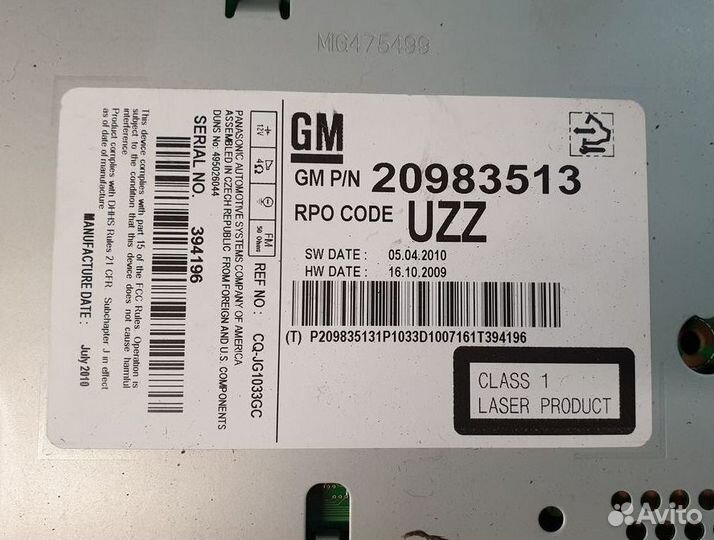 MIG475499
GM
GM P/N 20983513
RPO CODE UZZ
SW DATE : 05.04.2010
HW DATE : 16.10.2009
(T) P209835131P1033D1007161T394196
CLASS 1
LASER PRODUCT
12V
4Ω
FM
50 Ohms
REF NO : CQ-JG1033GC
PANASONIC AUTOMOTIVE SYSTEMS COMPANY OF AMERICA
ASSEMBLED IN CZECH REPUBLIC FROM FOREIGN AND U.S. COMPONENTS
DUNS No: 495026044
SERIAL NO. 394196
This device complies with part 15 of the FCC Rules. Operation is
subject to the condition that this device does not cause harmful
interference
Product complies with DHHS Rules 21 CFR Subchapter J in effect
as of date of manufacture
MANUFACTURE DATE : July 2010
Avito